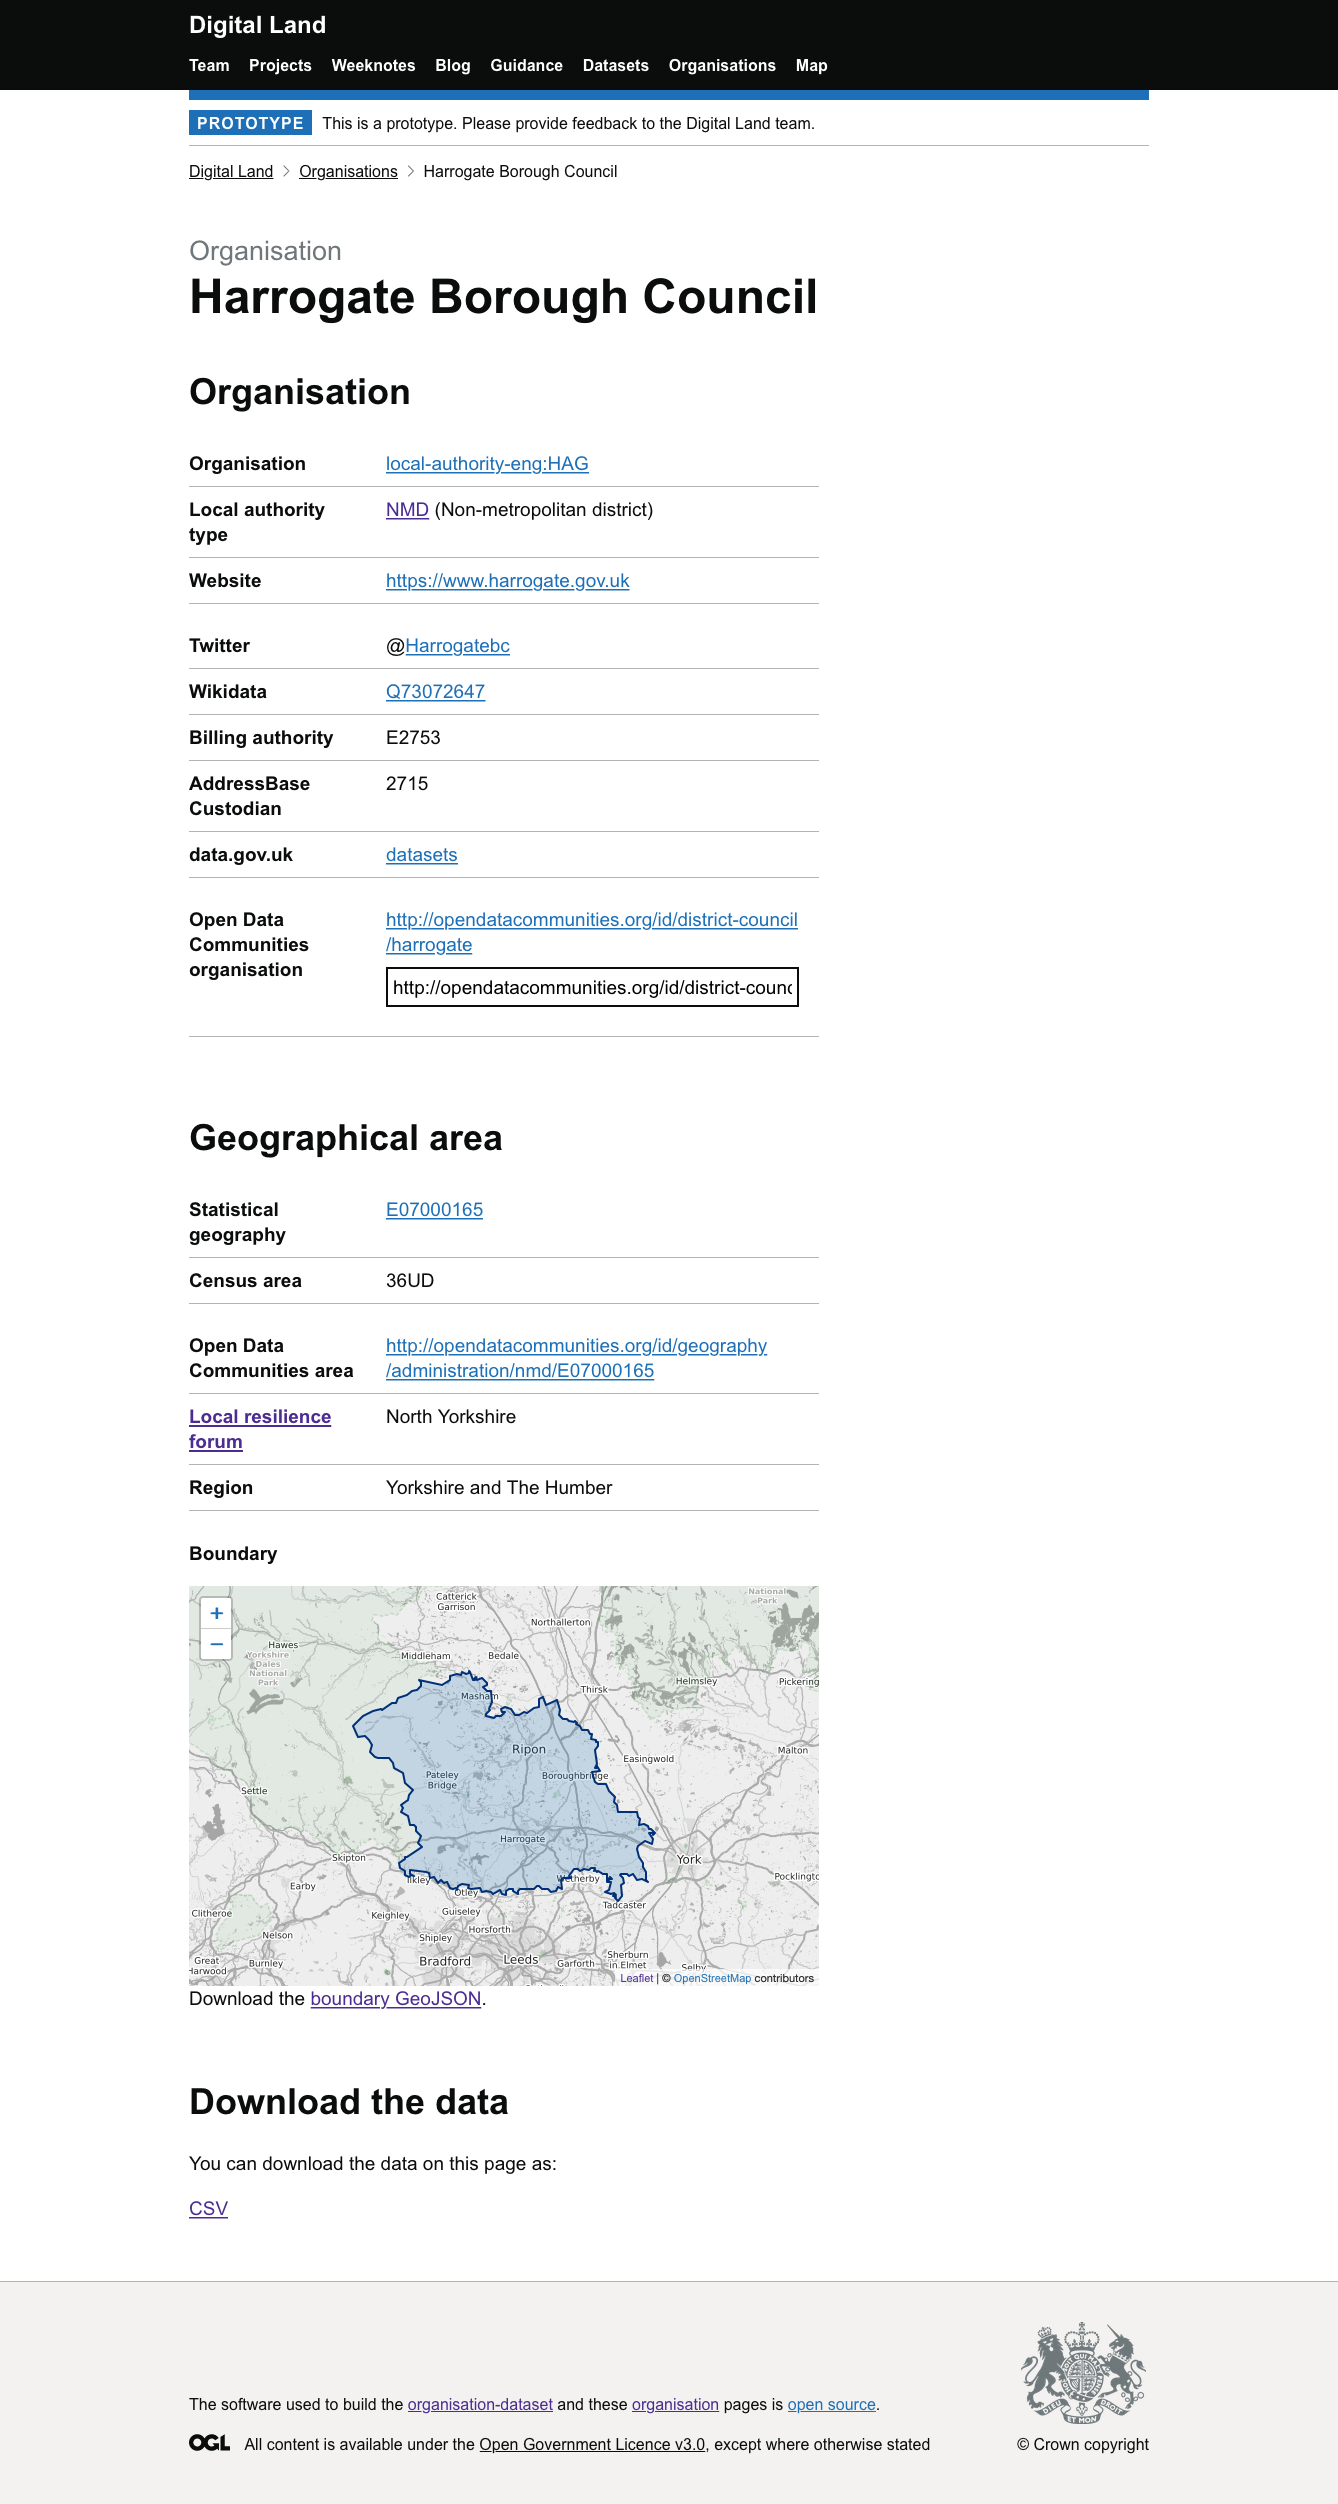 Digital Land
Team Projects Weeknotes Blog Guidance Datasets Organisations Map
PROTOTYPE This is a prototype. Please provide feedback to the Digital Land team.
Digital Land Organisations Harrogate Borough Council
Organisation
Harrogate Borough Council
Organisation
Organisation local-authority-eng:HAG
Local authority type NMD (Non-metropolitan district)
Website https://www.harrogate.gov.uk
Twitter @Harrogatebc
Wikidata Q73072647
Billing authority E2753
AddressBase Custodian 2715
data.gov.uk datasets
Open Data Communities organisation http://opendatacommunities.org/id/district-council/harrogate
http://opendatacommunities.org/id/district-counc
Geographical area
Statistical geography E07000165
Census area 36UD
Open Data Communities area http://opendatacommunities.org/id/geography/administration/nmd/E07000165
Local resilience forum North Yorkshire
Region Yorkshire and The Humber
Boundary
+
−
Catterick Garrison
National Park
Northallerton
Hawes
Yorkshire Dales National Park
Middleham
Bedale
Thirsk
Helmsley
Pickering
Masham
Ripon
Easingwold
Malton
Pateley Bridge
Boroughbridge
Settle
Harrogate
Skipton
York
Earby
Ilkley
Otley
Wetherby
Pocklingto
Clitheroe
Keighley
Guiseley
Tadcaster
Nelson
Shipley
Horsforth
Great Harwood
Burnley
Bradford
Leeds
Garforth
Sherburn in Elmet
Selby
Leaflet | © OpenStreetMap contributors
Download the boundary GeoJSON.
Download the data
You can download the data on this page as:
CSV
The software used to build the organisation-dataset and these organisation pages is open source.
OGL All content is available under the Open Government Licence v3.0, except where otherwise stated
© Crown copyright